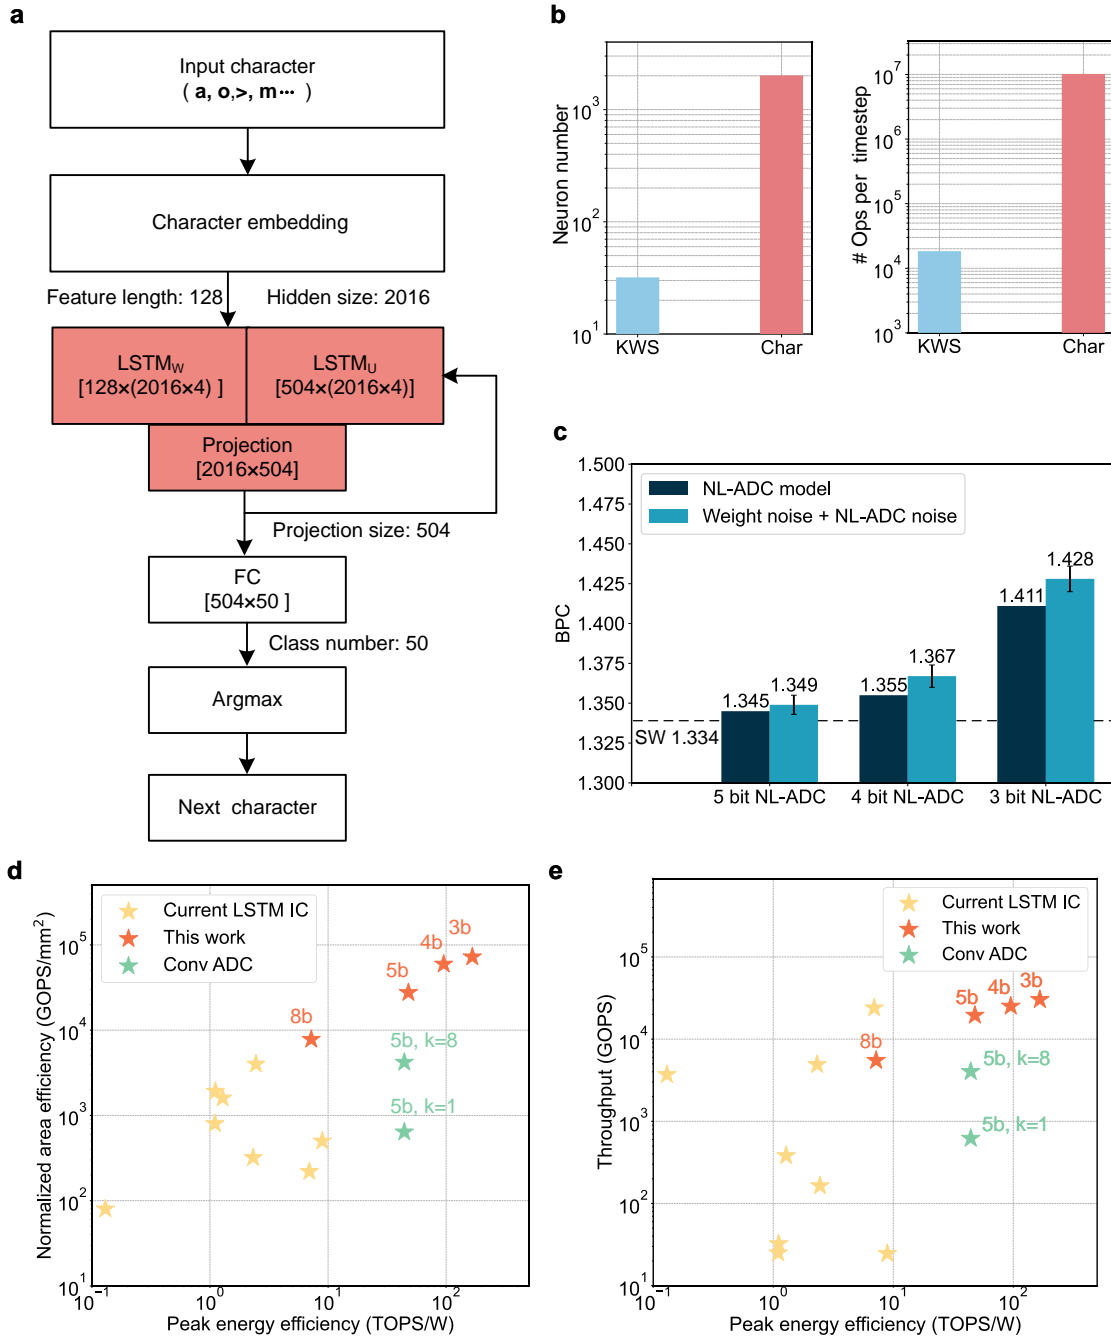 a
Input character
( a, o,>, m··· )
Character embedding
Feature length: 128
Hidden size: 2016
LSTMW
[128×(2016×4) ]
LSTMU
[504×(2016×4)]
Projection
[2016×504]
Projection size: 504
FC
[504×50 ]
Class number: 50
Argmax
Next character
b
Neuron number
10^3
10^2
10^1
KWS
Char
# Ops per timestep
10^7
10^6
10^5
10^4
10^3
KWS
Char
c
BPC
1.500
1.475
1.450
1.425
1.400
1.375
1.350
1.325
1.300
NL-ADC model
Weight noise + NL-ADC noise
SW 1.334
1.345
1.349
1.355
1.367
1.411
1.428
5 bit NL-ADC
4 bit NL-ADC
3 bit NL-ADC
d
Normalized area efficiency (GOPS/mm²)
10^5
10^4
10^3
10^2
10^1
Current LSTM IC
This work
Conv ADC
3b
4b
5b
8b
5b, k=8
5b, k=1
10^-1
10^0
10^1
10^2
Peak energy efficiency (TOPS/W)
e
Throughput (GOPS)
10^5
10^4
10^3
10^2
10^1
Current LSTM IC
This work
Conv ADC
3b
4b
5b
8b
5b, k=8
5b, k=1
10^-1
10^0
10^1
10^2
Peak energy efficiency (TOPS/W)